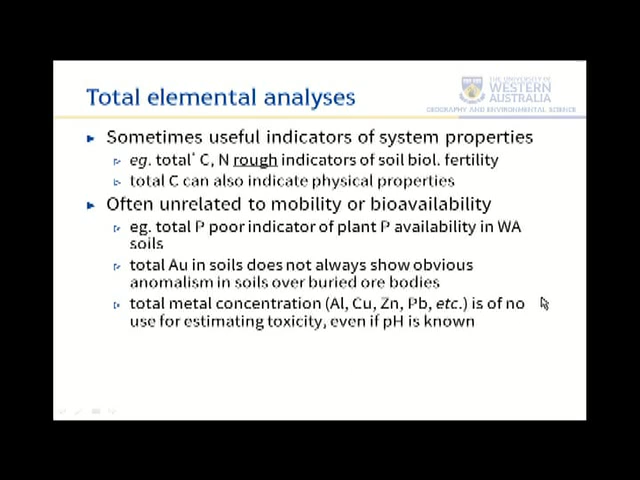 THE UNIVERSITY OF
WESTERN
AUSTRALIA
GEOGRAPHY AND ENVIRONMENTAL SCIENCE
Total elemental analyses
Sometimes useful indicators of system properties
eg. total* C, N rough indicators of soil biol. fertility
total C can also indicate physical properties
Often unrelated to mobility or bioavailability
eg. total P poor indicator of plant P availability in WA
soils
total Au in soils does not always show obvious
anomalism in soils over buried ore bodies
total metal concentration (Al, Cu, Zn, Pb, etc.) is of no
use for estimating toxicity, even if pH is known